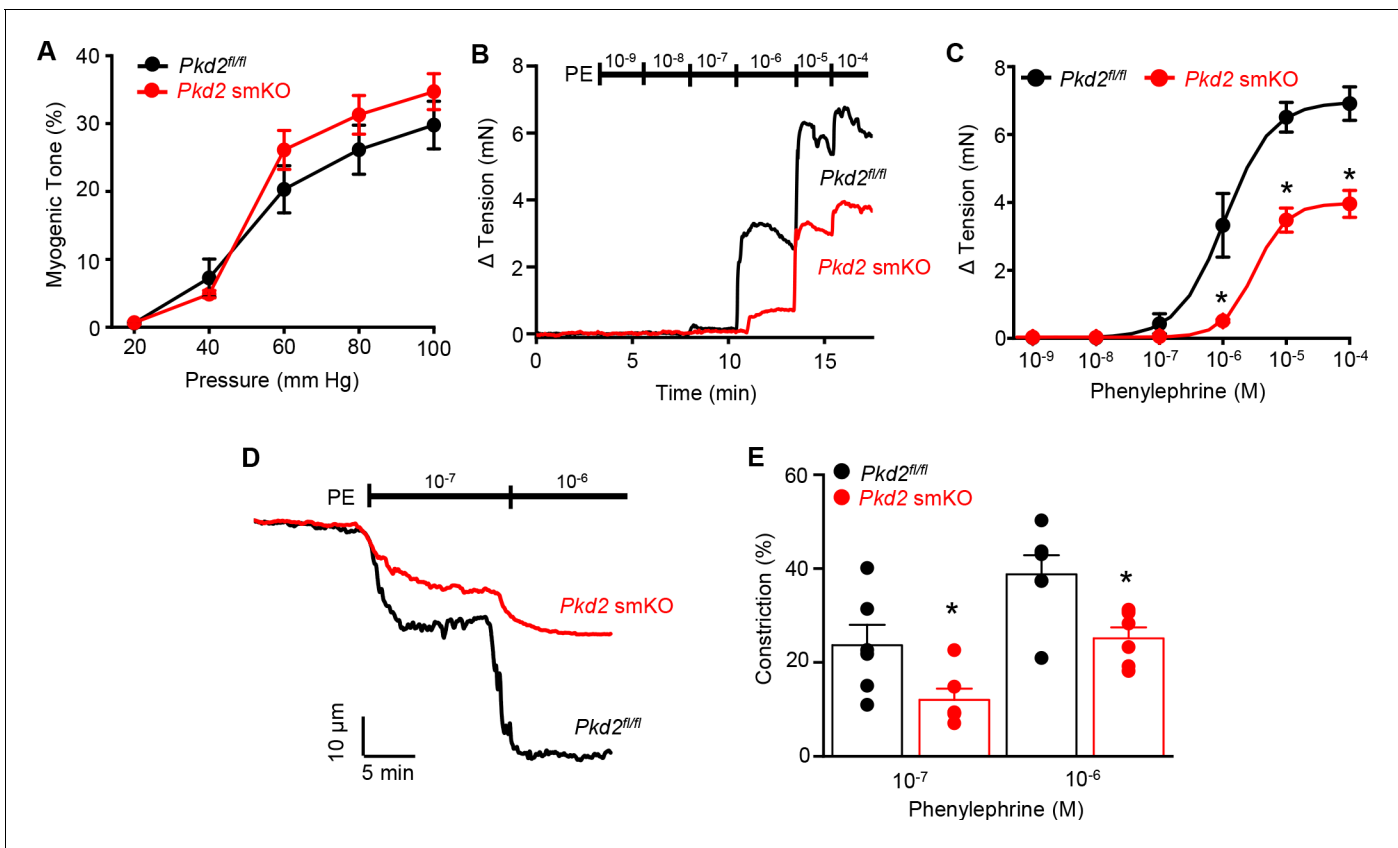 A
Pkd2fl/fl
Pkd2 smKO
Myogenic Tone (%)
40
30
20
10
0
20 40 60 80 100
Pressure (mm Hg)
B
PE
10-9 10-8 10-7 10-6 10-5 10-4
Δ Tension (mN)
8
6
4
2
0
Pkd2fl/fl
Pkd2 smKO
0 5 10 15
Time (min)
C
Pkd2fl/fl Pkd2 smKO
Δ Tension (mN)
8
6
4
2
0
*
*
*
10-9 10-8 10-7 10-6 10-5 10-4
Phenylephrine (M)
D
PE
10-7 10-6
Pkd2 smKO
Pkd2fl/fl
10 μm
5 min
E
Pkd2fl/fl
Pkd2 smKO
Constriction (%)
60
40
20
0
*
*
10-7 10-6
Phenylephrine (M)